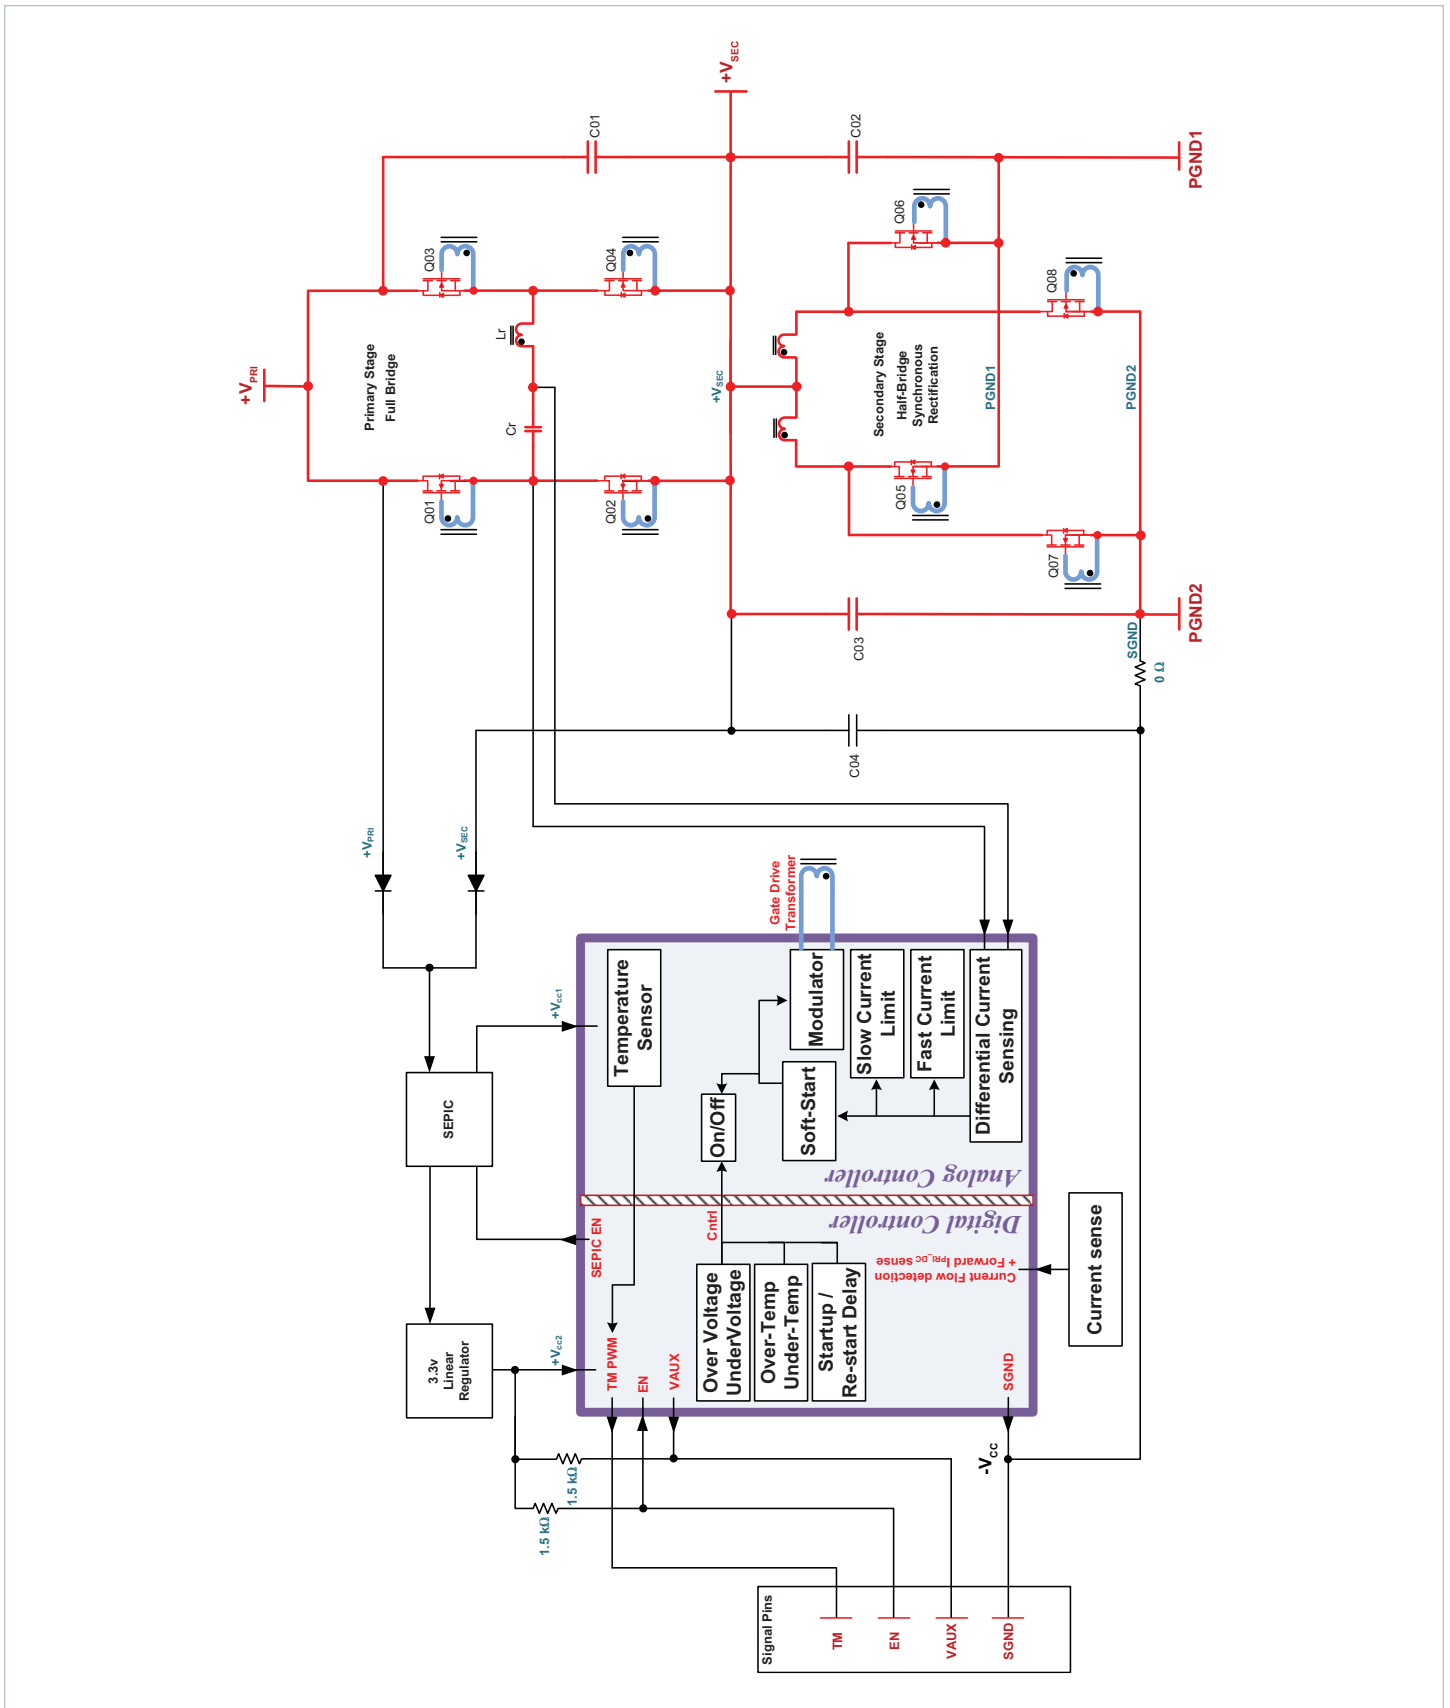 +VSEC
C01
C02
PGND1
Q03
Q04
Q06
Q08
+VPRI
Primary Stage
Full Bridge
Lr
Cr
+VSEC
Secondary Stage
Half-Bridge
Synchronous
Rectification
PGND1
PGND2
Q01
Q02
Q05
Q07
C03
SGND
PGND2
0 Ω
C04
+VPRI
+VSEC
Gate Drive
Transformer
SEPIC
+Vcc1
Temperature
Sensor
On/Off
Soft-Start
Modulator
Slow Current
Limit
Fast Current
Limit
Differential Current
Sensing
Analog Controller
Digital Controller
SEPIC EN
Cntrl
Over Voltage
UnderVoltage
Over-Temp
Under-Temp
Startup /
Re-start Delay
Current Flow detection
+ Forward IPRI_DC sense
Current sense
3.3v
Linear
Regulator
+Vcc2
TM PWM
EN
VAUX
SGND
-VCC
1.5 kΩ
1.5 kΩ
Signal Pins
TM
EN
VAUX
SGND